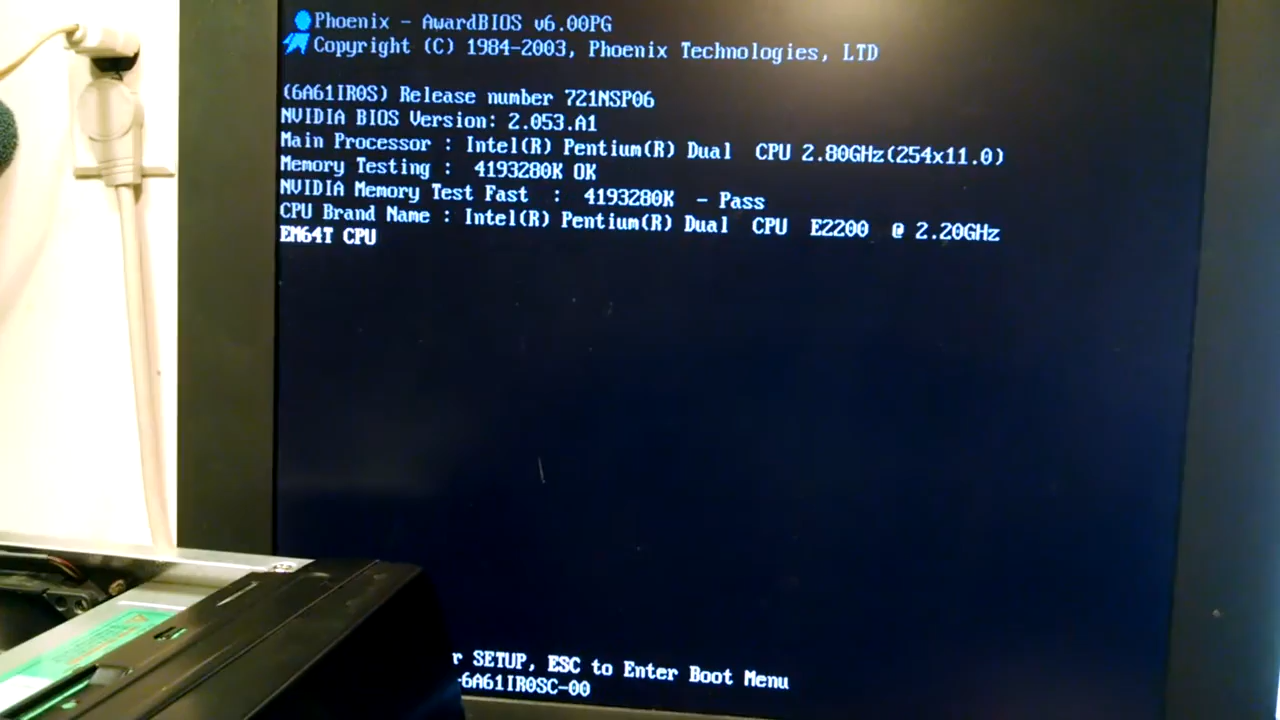 Phoenix - AwardBIOS v6.00PG
Copyright (C) 1984-2003, Phoenix Technologies, LTD
(6A61IR0S) Release number 721NSP06
NVIDIA BIOS Version: 2.053.A1
Main Processor : Intel(R) Pentium(R) Dual CPU 2.80GHz(254x11.0)
Memory Testing : 4193280K OK
NVIDIA Memory Test Fast : 4193280K - Pass
CPU Brand Name : Intel(R) Pentium(R) Dual CPU E2200 @ 2.20GHz
EM64T CPU
r SETUP, ESC to Enter Boot Menu
-6A61IR0SC-00